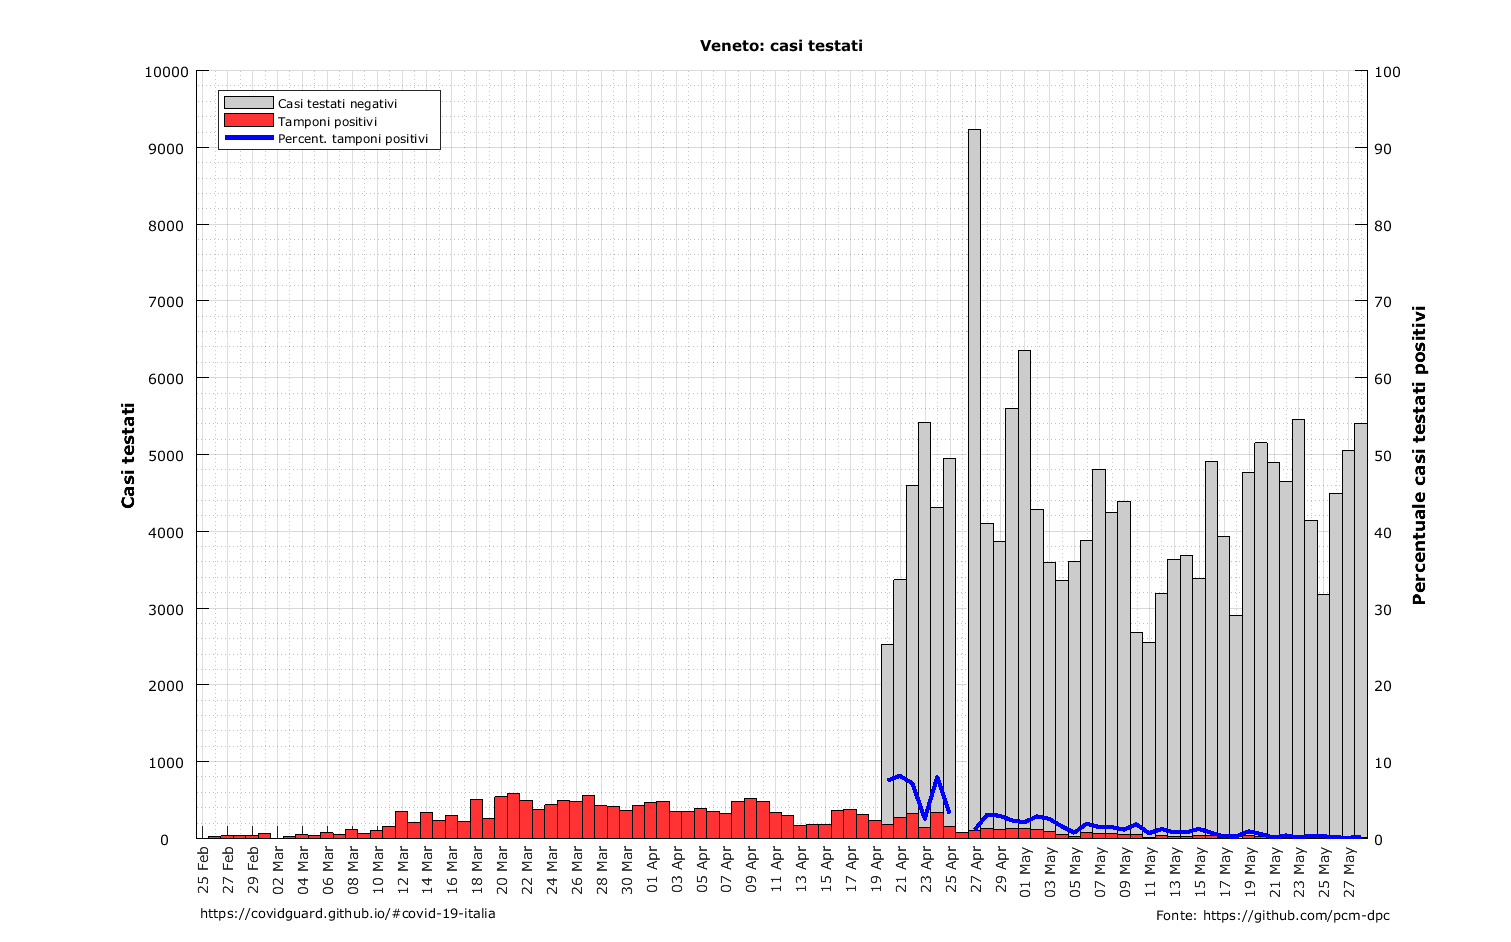 Veneto: casi testati
Casi testati negativi
Tamponi positivi
Percent. tamponi positivi
Casi testati
10000
9000
8000
7000
6000
5000
4000
3000
2000
1000
0
100
90
80
70
60
50
40
30
20
10
0
Percentuale casi testati positivi
25 Feb
27 Feb
29 Feb
02 Mar
04 Mar
06 Mar
08 Mar
10 Mar
12 Mar
14 Mar
16 Mar
18 Mar
20 Mar
22 Mar
24 Mar
26 Mar
28 Mar
30 Mar
01 Apr
03 Apr
05 Apr
07 Apr
09 Apr
11 Apr
13 Apr
15 Apr
17 Apr
19 Apr
21 Apr
23 Apr
25 Apr
27 Apr
29 Apr
01 May
03 May
05 May
07 May
09 May
11 May
13 May
15 May
17 May
19 May
21 May
23 May
25 May
27 May
https://covidguard.github.io/#covid-19-italia
Fonte: https://github.com/pcm-dpc